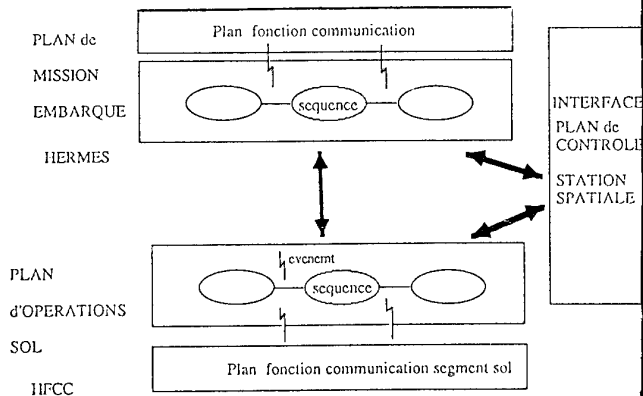 Plan fonction communication
PLAN de
MISSION
EMBARQUE
HERMES
sequence
INTERFACE
PLAN de
CONTROLE
STATION
SPATIALE
PLAN
d'OPERATIONS
SOL
HFCC
evenemt
sequence
Plan fonction communication segment sol